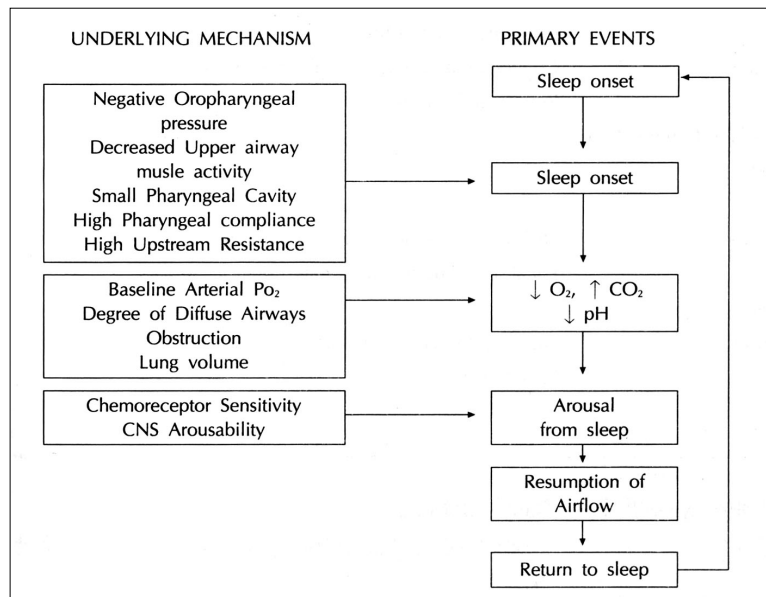 UNDERLYING MECHANISM
PRIMARY EVENTS
Sleep onset
Negative Oropharyngeal
pressure
Decreased Upper airway
musle activity
Small Pharyngeal Cavity
High Pharyngeal compliance
High Upstream Resistance
Sleep onset
Baseline Arterial Po₂
Degree of Diffuse Airways
Obstruction
Lung volume
↓ O₂, ↑ CO₂
↓ pH
Chemoreceptor Sensitivity
CNS Arousability
Arousal
from sleep
Resumption of
Airflow
Return to sleep